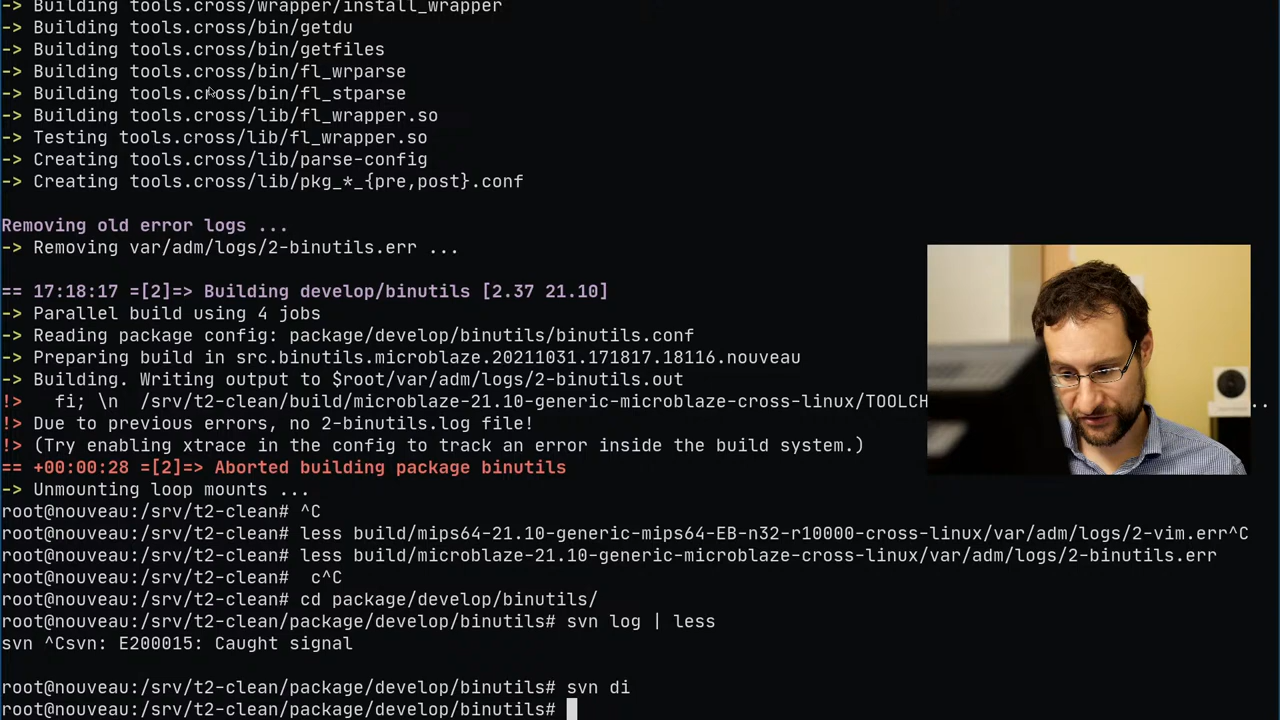 -> Building tools.cross/wrapper/install_wrapper
-> Building tools.cross/bin/getdu
-> Building tools.cross/bin/getfiles
-> Building tools.cross/bin/fl_wrparse
-> Building tools.cross/bin/fl_stparse
-> Building tools.cross/lib/fl_wrapper.so
-> Testing tools.cross/lib/fl_wrapper.so
-> Creating tools.cross/lib/parse-config
-> Creating tools.cross/lib/pkg_*_{pre,post}.conf
Removing old error logs ...
-> Removing var/adm/logs/2-binutils.err ...
== 17:18:17 =[2]=> Building develop/binutils [2.37 21.10]
-> Parallel build using 4 jobs
-> Reading package config: package/develop/binutils/binutils.conf
-> Preparing build in src.binutils.microblaze.20211031.171817.18116.nouveau
-> Building. Writing output to $root/var/adm/logs/2-binutils.out
!>   fi; \n  /srv/t2-clean/build/microblaze-21.10-generic-microblaze-cross-linux/TOOLCH ..
!> Due to previous errors, no 2-binutils.log file!
!> (Try enabling xtrace in the config to track an error inside the build system.)
== +00:00:28 =[2]=> Aborted building package binutils
-> Unmounting loop mounts ...
root@nouveau:/srv/t2-clean# ^C
root@nouveau:/srv/t2-clean# less build/mips64-21.10-generic-mips64-EB-n32-r10000-cross-linux/var/adm/logs/2-vim.err^C
root@nouveau:/srv/t2-clean# less build/microblaze-21.10-generic-microblaze-cross-linux/var/adm/logs/2-binutils.err
root@nouveau:/srv/t2-clean#  c^C
root@nouveau:/srv/t2-clean# cd package/develop/binutils/
root@nouveau:/srv/t2-clean/package/develop/binutils# svn log | less
svn ^Csvn: E200015: Caught signal
root@nouveau:/srv/t2-clean/package/develop/binutils# svn di
root@nouveau:/srv/t2-clean/package/develop/binutils#